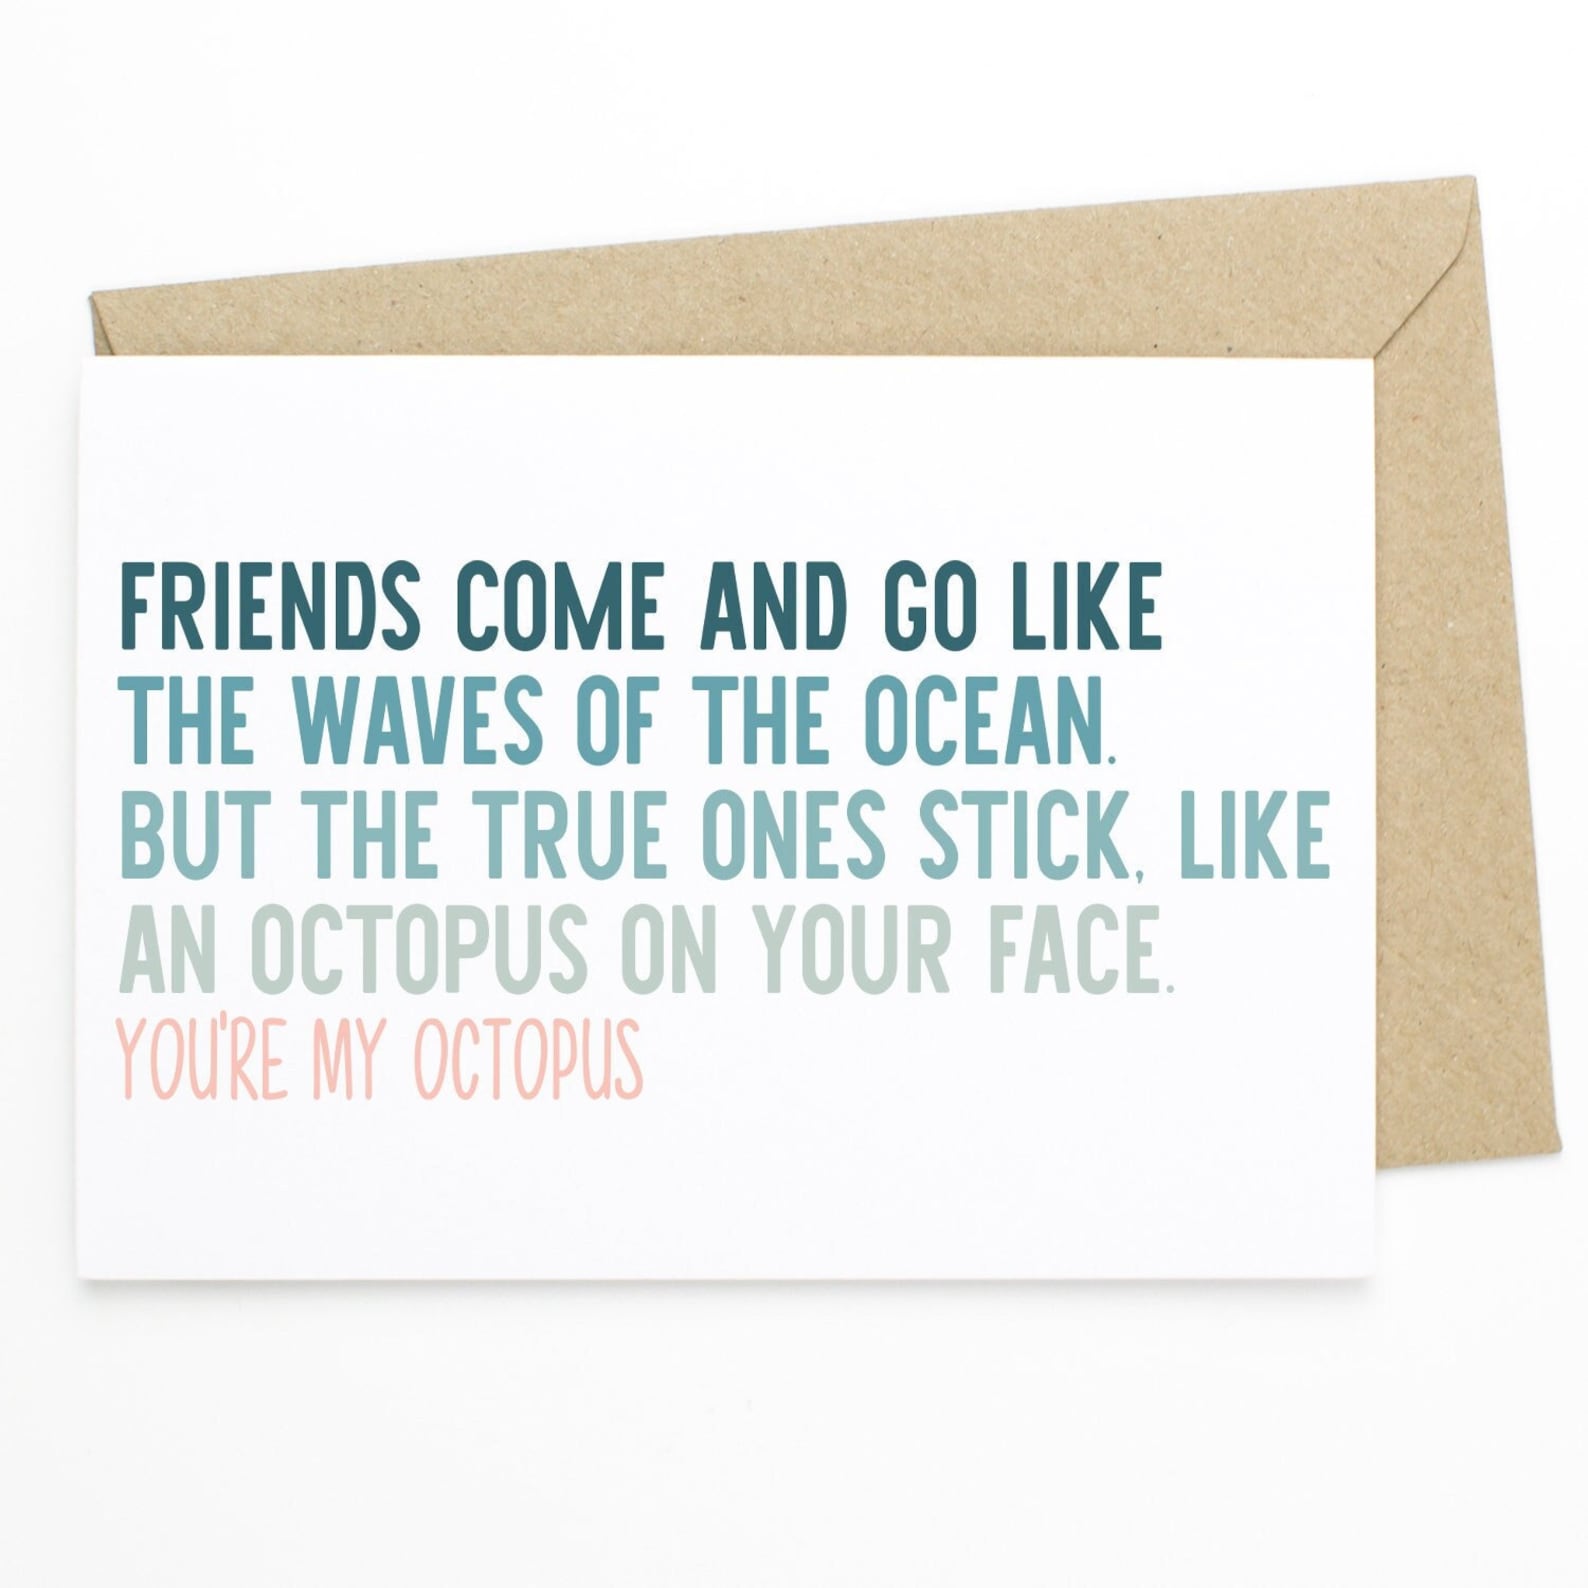 FRIENDS COME AND GO LIKE
THE WAVES OF THE OCEAN.
BUT THE TRUE ONES STICK, LIKE
AN OCTOPUS ON YOUR FACE.
YOU'RE MY OCTOPUS